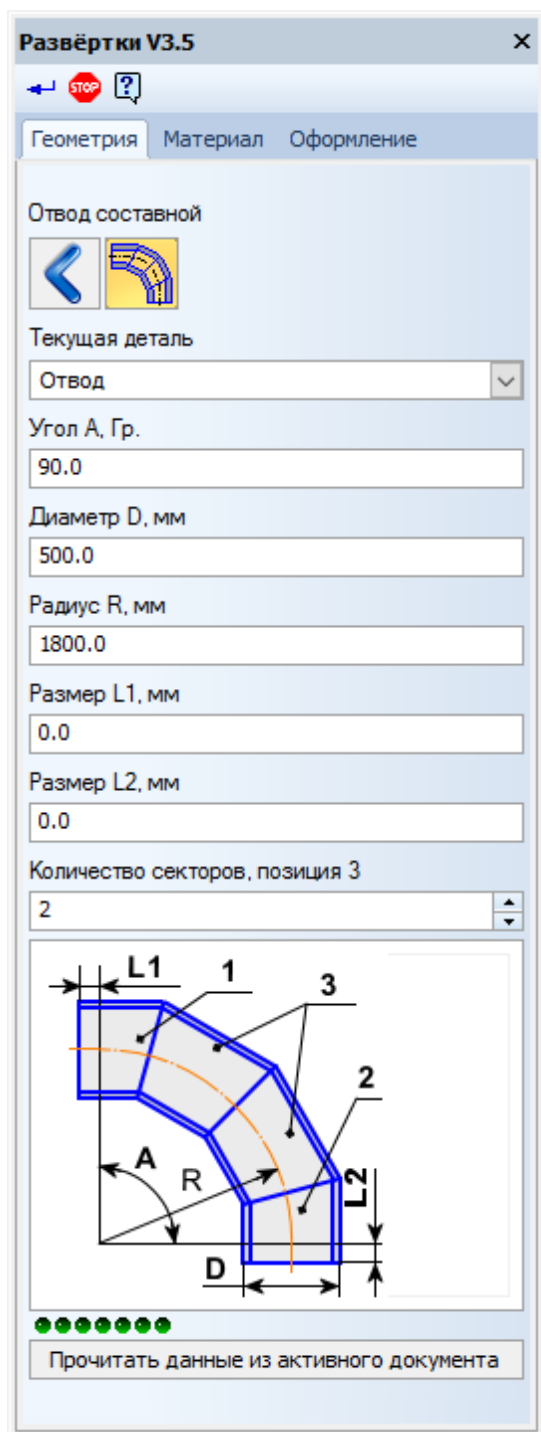 Развёртки V3.5
STOP
Геометрия Материал Оформление
Отвод составной
Текущая деталь
Отвод
Угол А, Гр.
90.0
Диаметр D, мм
500.0
Радиус R, мм
1800.0
Размер L1, мм
0.0
Размер L2, мм
0.0
Количество секторов, позиция 3
2
L1 1 3
2
A
R
L2
D
Прочитать данные из активного документа